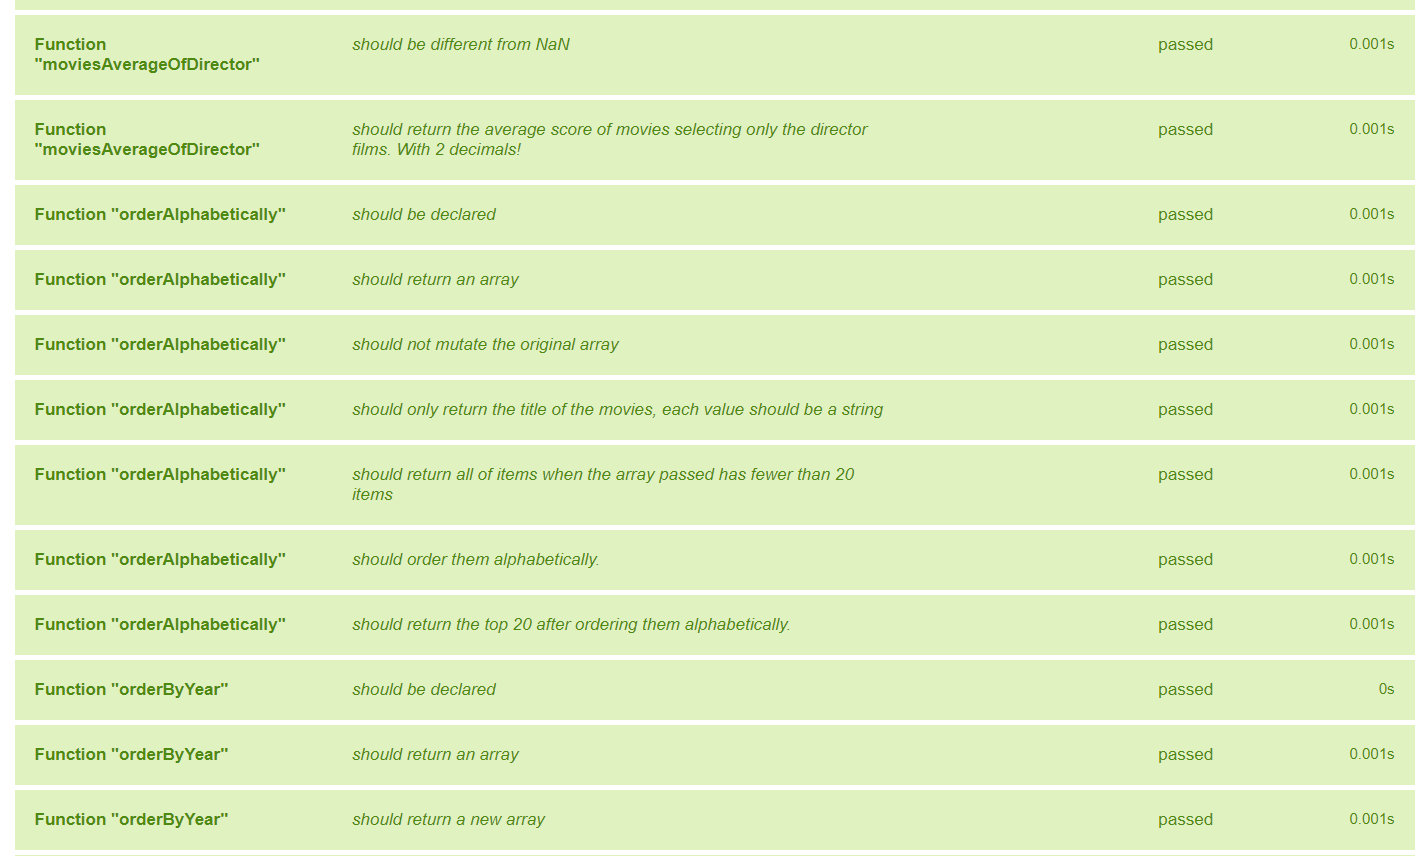 Function "moviesAverageOfDirector" should be different from NaN passed 0.001s
Function "moviesAverageOfDirector" should return the average score of movies selecting only the director films. With 2 decimals! passed 0.001s
Function "orderAlphabetically" should be declared passed 0.001s
Function "orderAlphabetically" should return an array passed 0.001s
Function "orderAlphabetically" should not mutate the original array passed 0.001s
Function "orderAlphabetically" should only return the title of the movies, each value should be a string passed 0.001s
Function "orderAlphabetically" should return all of items when the array passed has fewer than 20 items passed 0.001s
Function "orderAlphabetically" should order them alphabetically. passed 0.001s
Function "orderAlphabetically" should return the top 20 after ordering them alphabetically. passed 0.001s
Function "orderByYear" should be declared passed 0s
Function "orderByYear" should return an array passed 0.001s
Function "orderByYear" should return a new array passed 0.001s